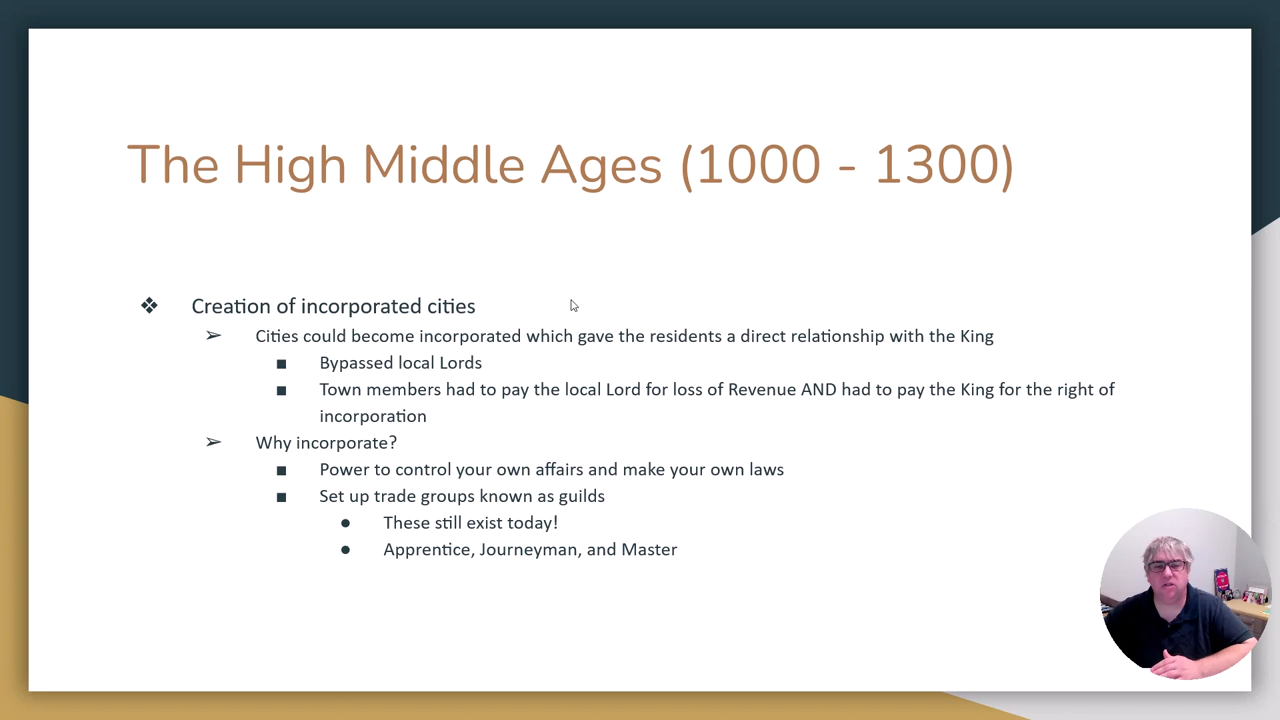 The High Middle Ages (1000 - 1300)
❖ Creation of incorporated cities
➢ Cities could become incorporated which gave the residents a direct relationship with the King
■ Bypassed local Lords
■ Town members had to pay the local Lord for loss of Revenue AND had to pay the King for the right of
incorporation
➢ Why incorporate?
■ Power to control your own affairs and make your own laws
■ Set up trade groups known as guilds
● These still exist today!
● Apprentice, Journeyman, and Master